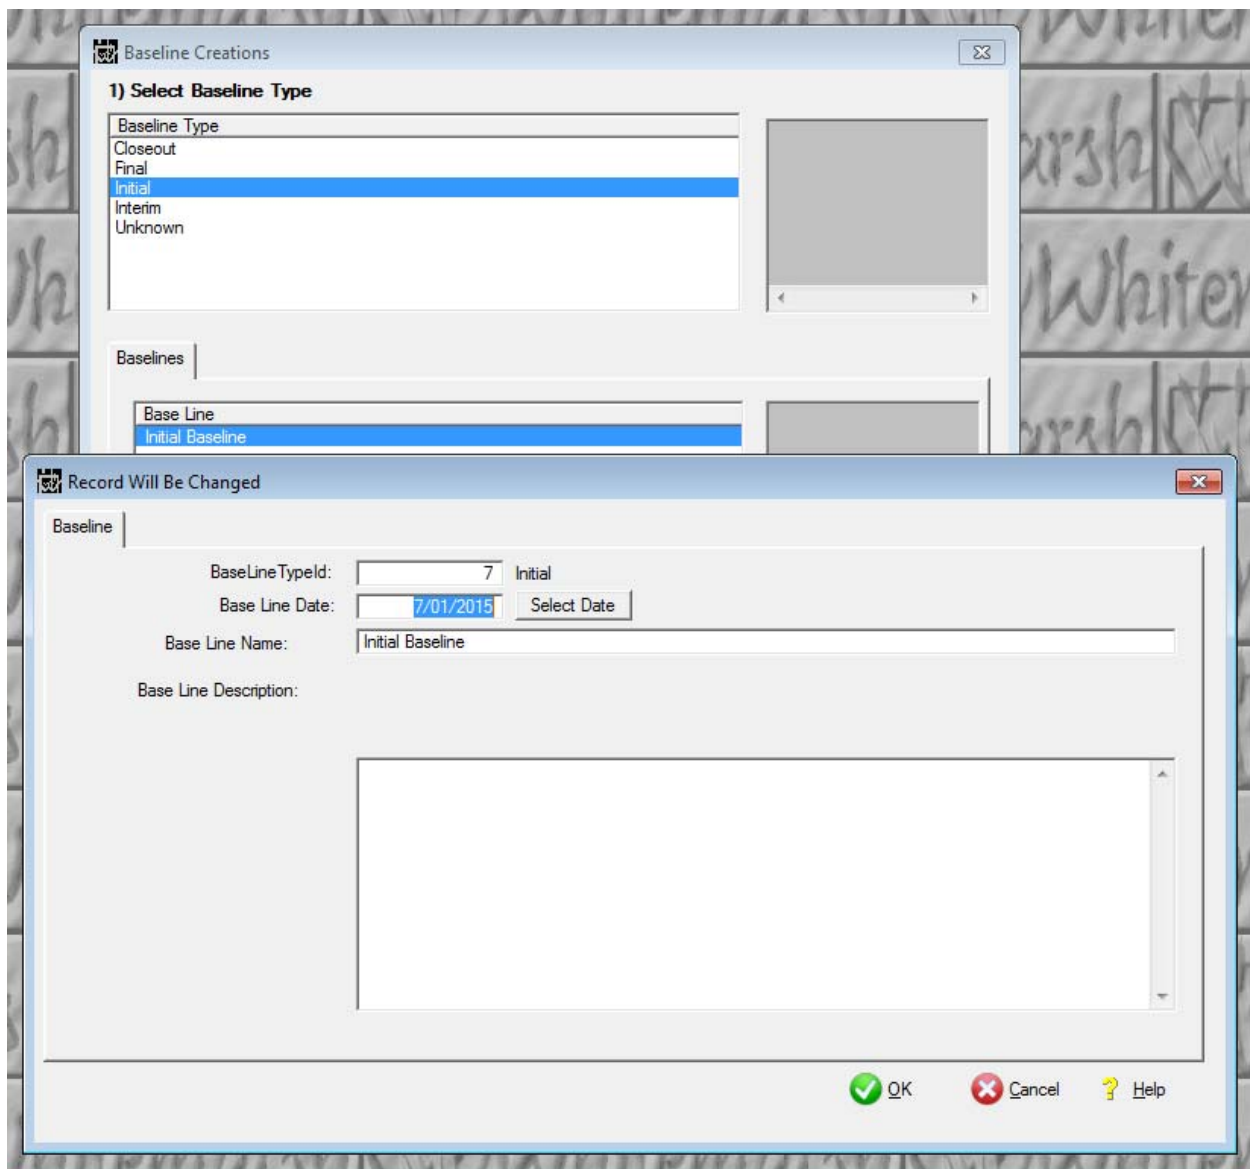 Baseline Creations
1) Select Baseline Type
Baseline Type
Closeout
Final
Initial
Interim
Unknown
Baselines
Base Line
Initial Baseline
Record Will Be Changed
Baseline
BaseLineTypeId: 7 Initial
Base Line Date: 7/01/2015 Select Date
Base Line Name: Initial Baseline
Base Line Description:
OK Cancel Help